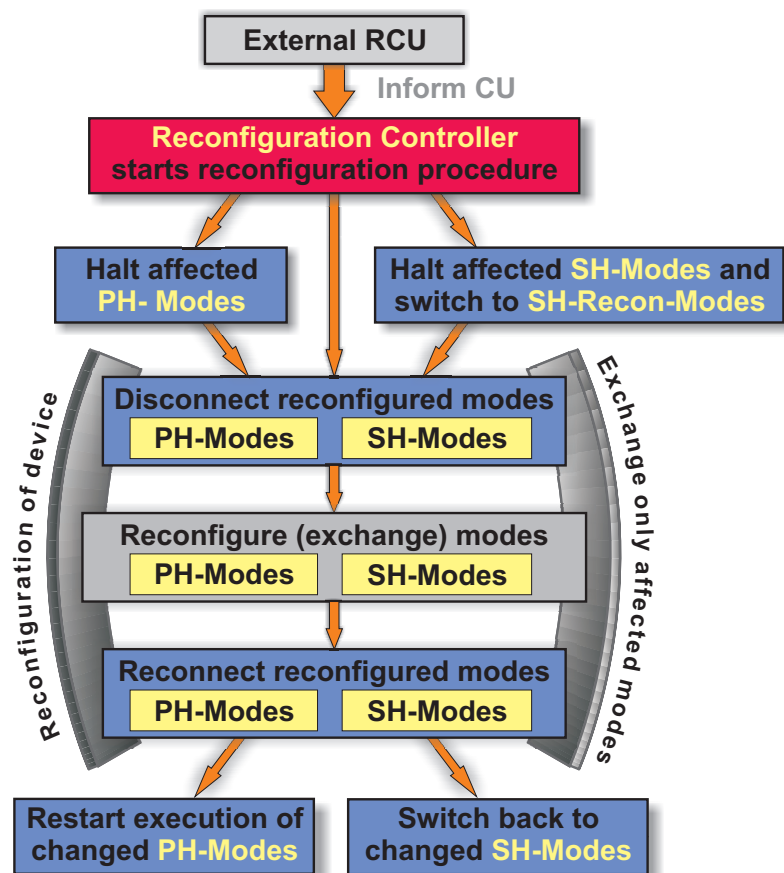 External RCU
Inform CU
Reconfiguration Controller
starts reconfiguration procedure
Halt affected
PH- Modes
Halt affected SH-Modes and
switch to SH-Recon-Modes
Reconfiguration of device
Exchange only affected modes
Disconnect reconfigured modes
PH-Modes
SH-Modes
Reconfigure (exchange) modes
PH-Modes
SH-Modes
Reconnect reconfigured modes
PH-Modes
SH-Modes
Restart execution of
changed PH-Modes
Switch back to
changed SH-Modes